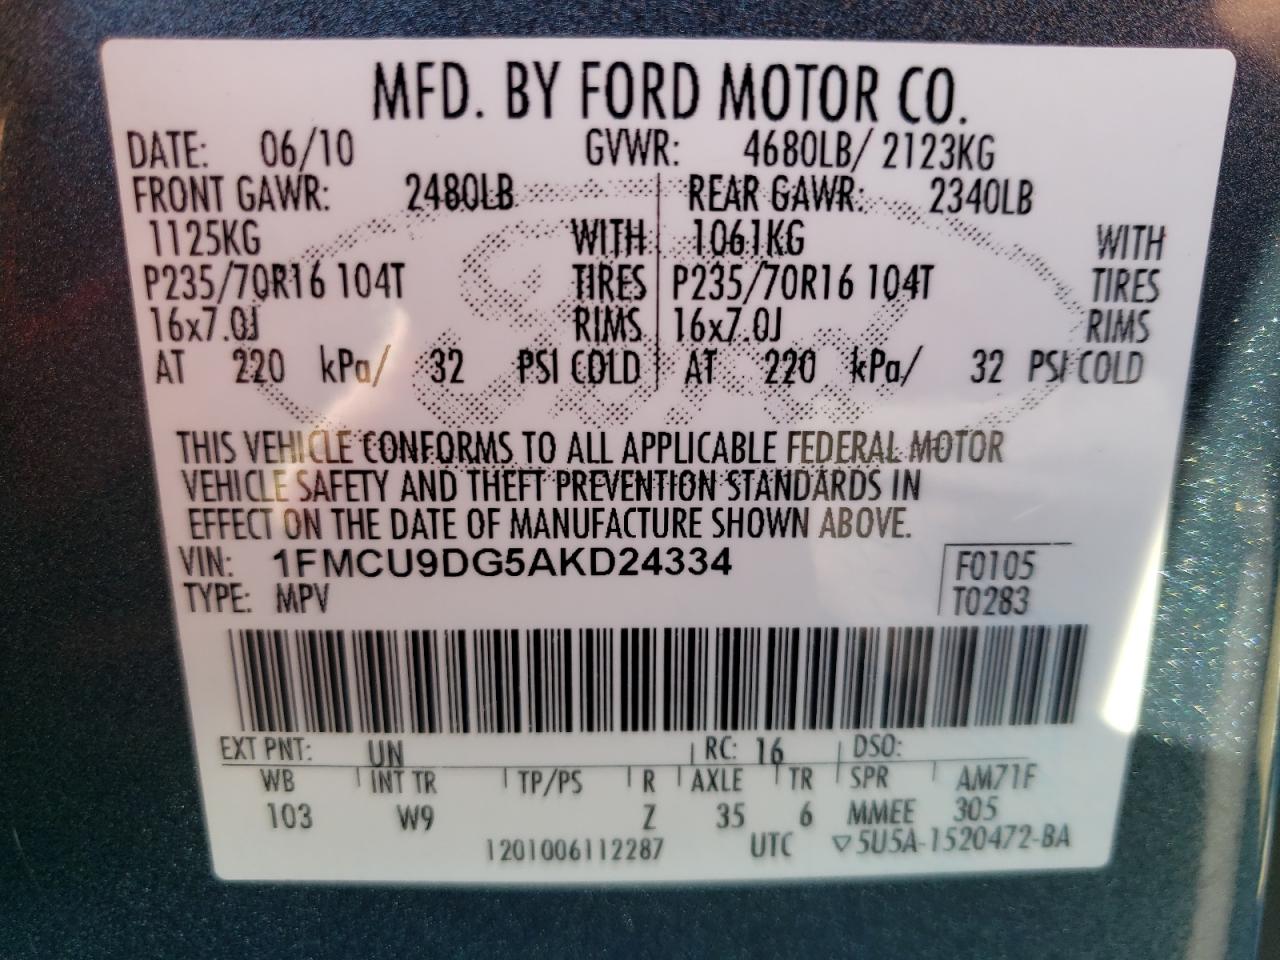 MFD. BY FORD MOTOR CO.
DATE: 06/10 GVWR: 4680LB/ 2123KG
FRONT GAWR: 2480LB REAR GAWR: 2340LB
1125KG WITH 1061KG WITH
P235/70R16 104T TIRES P235/70R16 104T TIRES
16x7.0J RIMS 16x7.0J RIMS
AT 220 kPa/ 32 PSI COLD AT 220 kPa/ 32 PSI COLD
THIS VEHICLE CONFORMS TO ALL APPLICABLE FEDERAL MOTOR
VEHICLE SAFETY AND THEFT PREVENTION STANDARDS IN
EFFECT ON THE DATE OF MANUFACTURE SHOWN ABOVE.
VIN: 1FMCU9DG5AKD24334 F0105
TYPE: MPV T0283
EXT PNT: UN RC: 16 DSO:
WB INT TR TP/PS R AXLE TR SPR AM71F
103 W9 Z 35 6 MMEE 305
1201006112287 UTC ▽5U5A-1520472-BA